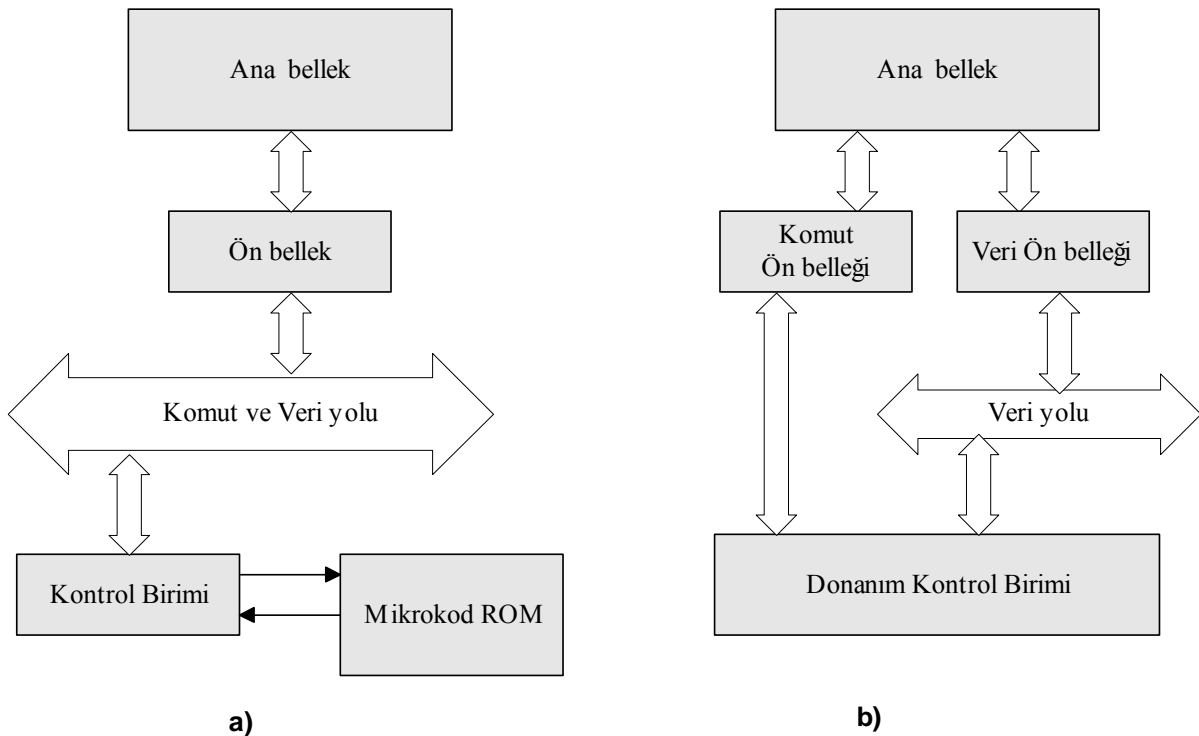 Ana bellek
Ön bellek
Komut ve Veri yolu
Kontrol Birimi
Mikrokod ROM
a)
Ana bellek
Komut
Ön belleği
Veri Ön belleği
Veri yolu
Donanım Kontrol Birimi
b)